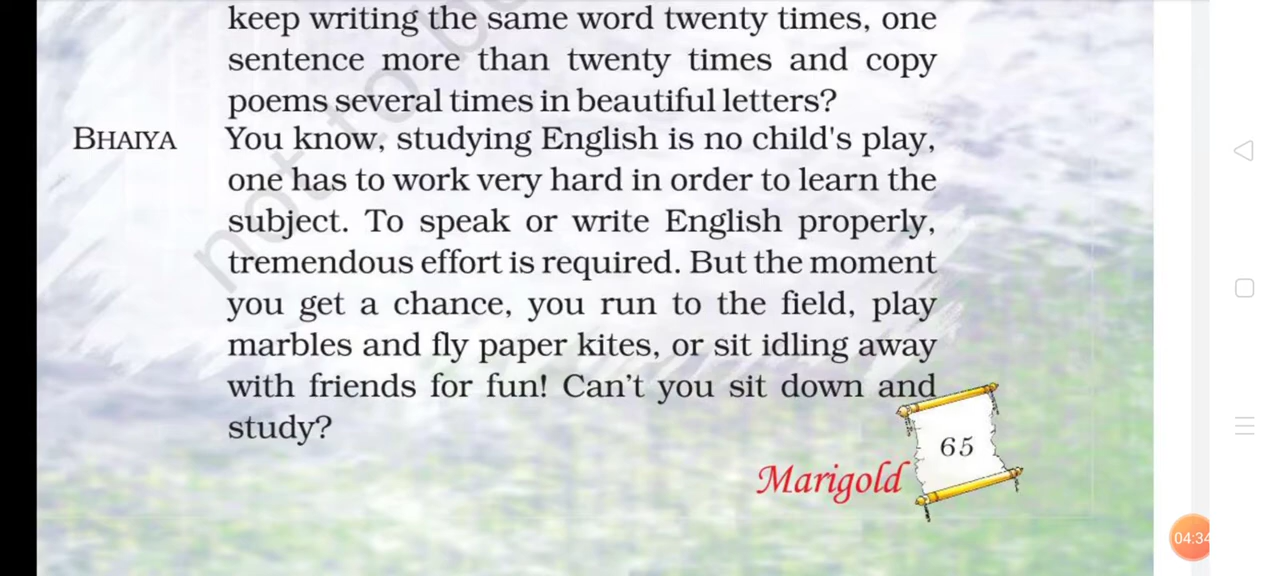 keep writing the same word twenty times, one
sentence more than twenty times and copy
poems several times in beautiful letters?
BHAIYA You know, studying English is no child's play,
one has to work very hard in order to learn the
subject. To speak or write English properly,
tremendous effort is required. But the moment
you get a chance, you run to the field, play
marbles and fly paper kites, or sit idling away
with friends for fun! Can't you sit down and
study?
65
Marigold
04:34
not to b